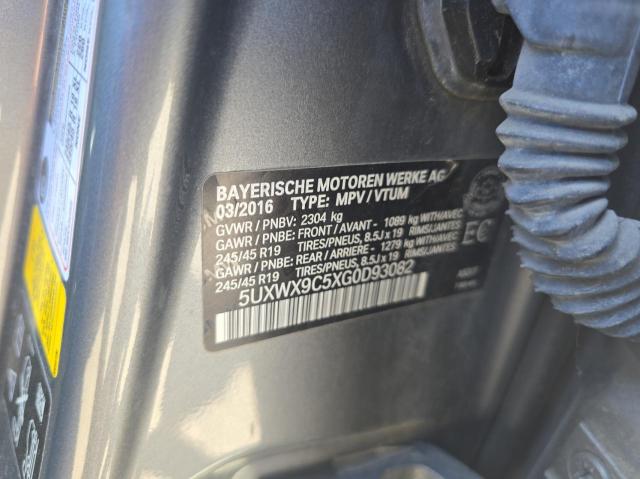 BAYERISCHE MOTOREN WERKE AG
03/2016 TYPE: MPV / VTUM
GVWR / PNBV: 2304 kg
GAWR / PNBE: FRONT / AVANT - 1089 kg WITH/AVEC
245/45 R19 TIRES/PNEUS, 8.5J x 19 RIMS/JANTES
GAWR / PNBE: REAR / ARRIERE - 1279 kg WITH/AVEC
245/45 R19 TIRES/PNEUS, 8.5J x 19 RIMS/JANTES
EC
5UXWX9C5XG0D93082